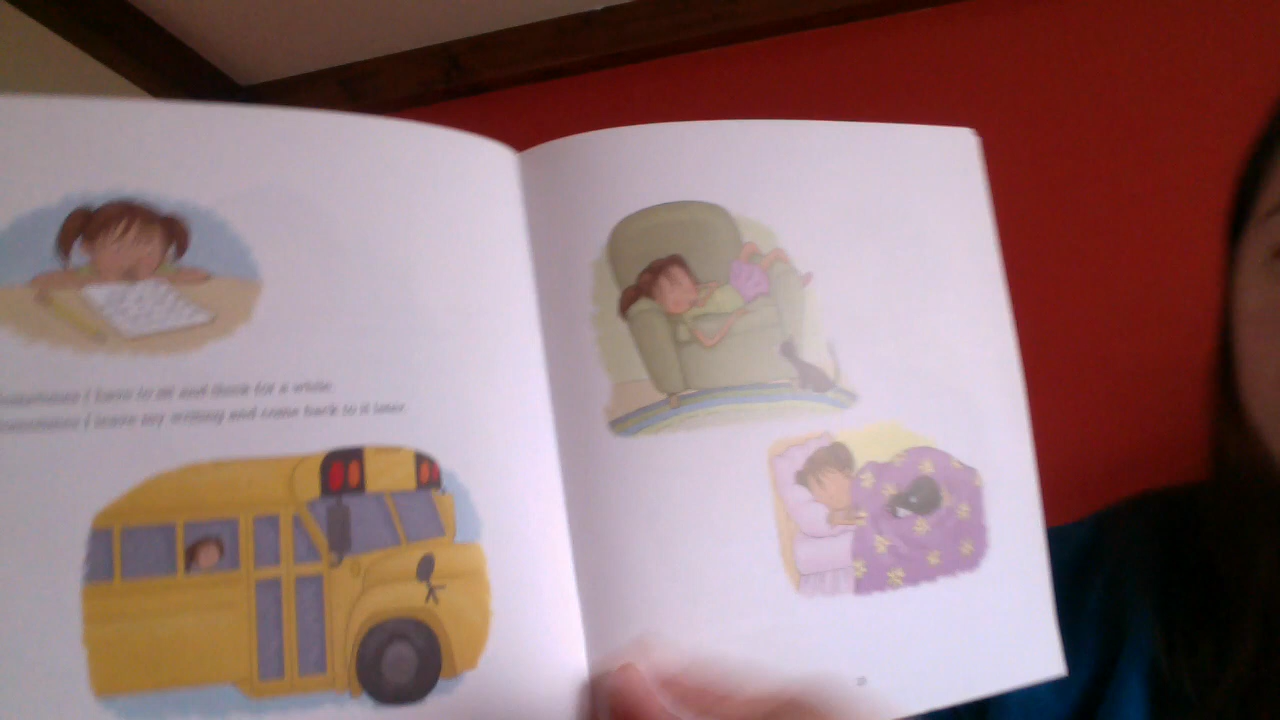 Sometimes I have to sit and think for a while.
Sometimes I leave my writing and come back to it later.